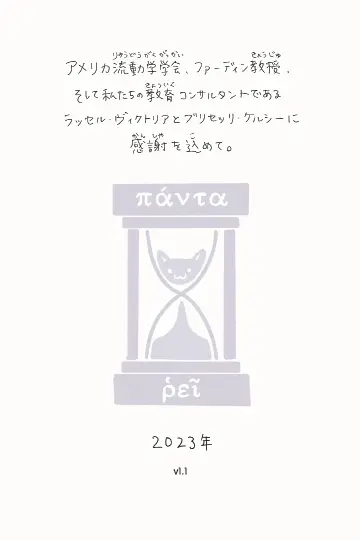 アメリカ流動学学会、ファーディン教授、
そして私たちの教育コンサルタントである
ラッセル・ヴィクトリアとブリセッリ・ケルシーに
感謝を込めて。
πάντα
ῥεῖ
2023年
v1.1